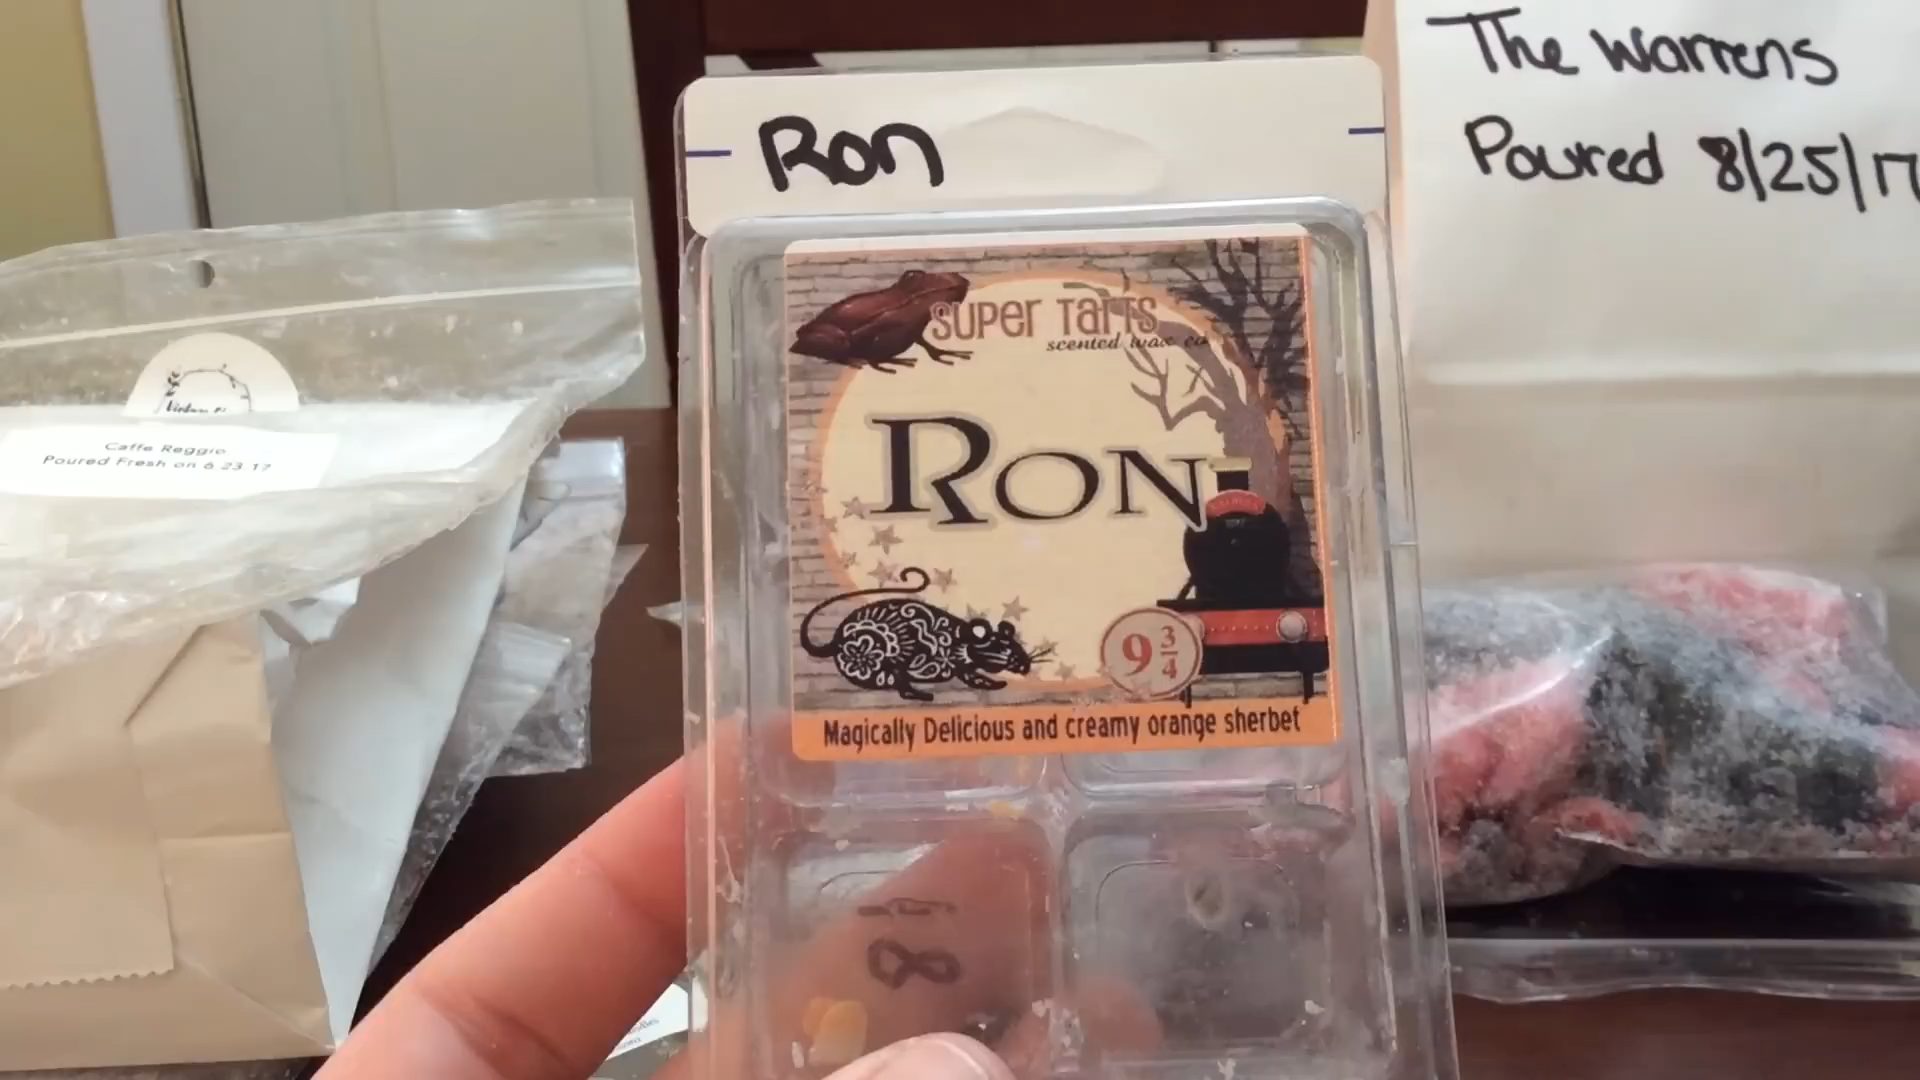 The Warrens
Poured 8/25/17
Ron
Super Tarts
scented wax co
Ron
9 3/4
Magically Delicious and creamy orange sherbet
Caffe Reggio
Poured Fresh on 6.23.17